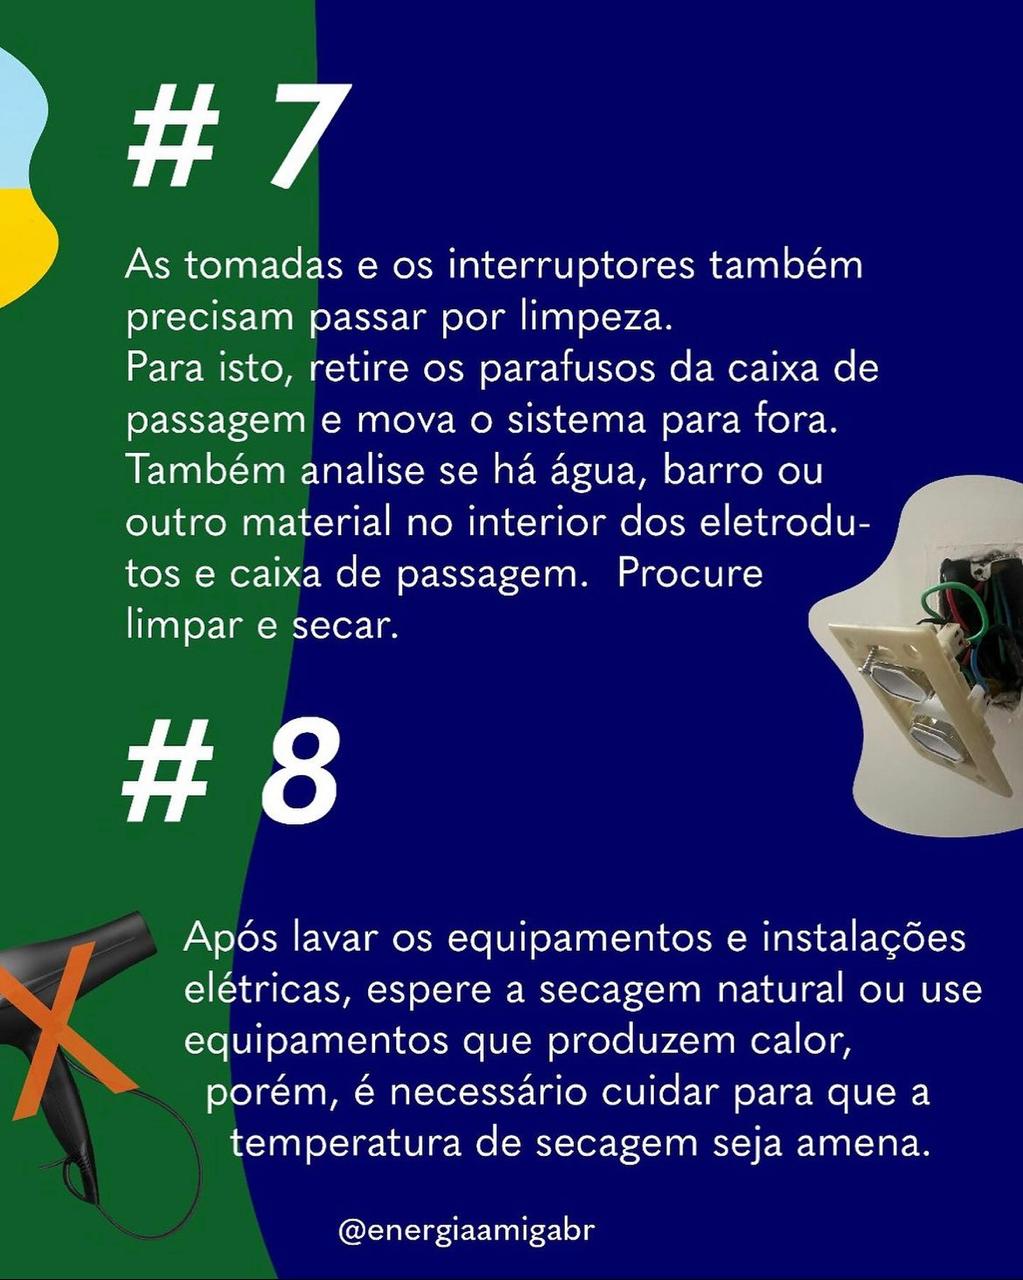 # 7
As tomadas e os interruptores também
precisam passar por limpeza.
Para isto, retire os parafusos da caixa de
passagem e mova o sistema para fora.
Também analise se há água, barro ou
outro material no interior dos eletrodu-
tos e caixa de passagem.  Procure
limpar e secar.
# 8
Após lavar os equipamentos e instalações
elétricas, espere a secagem natural ou use
equipamentos que produzem calor,
porém, é necessário cuidar para que a
temperatura de secagem seja amena.
@energiaamigabr